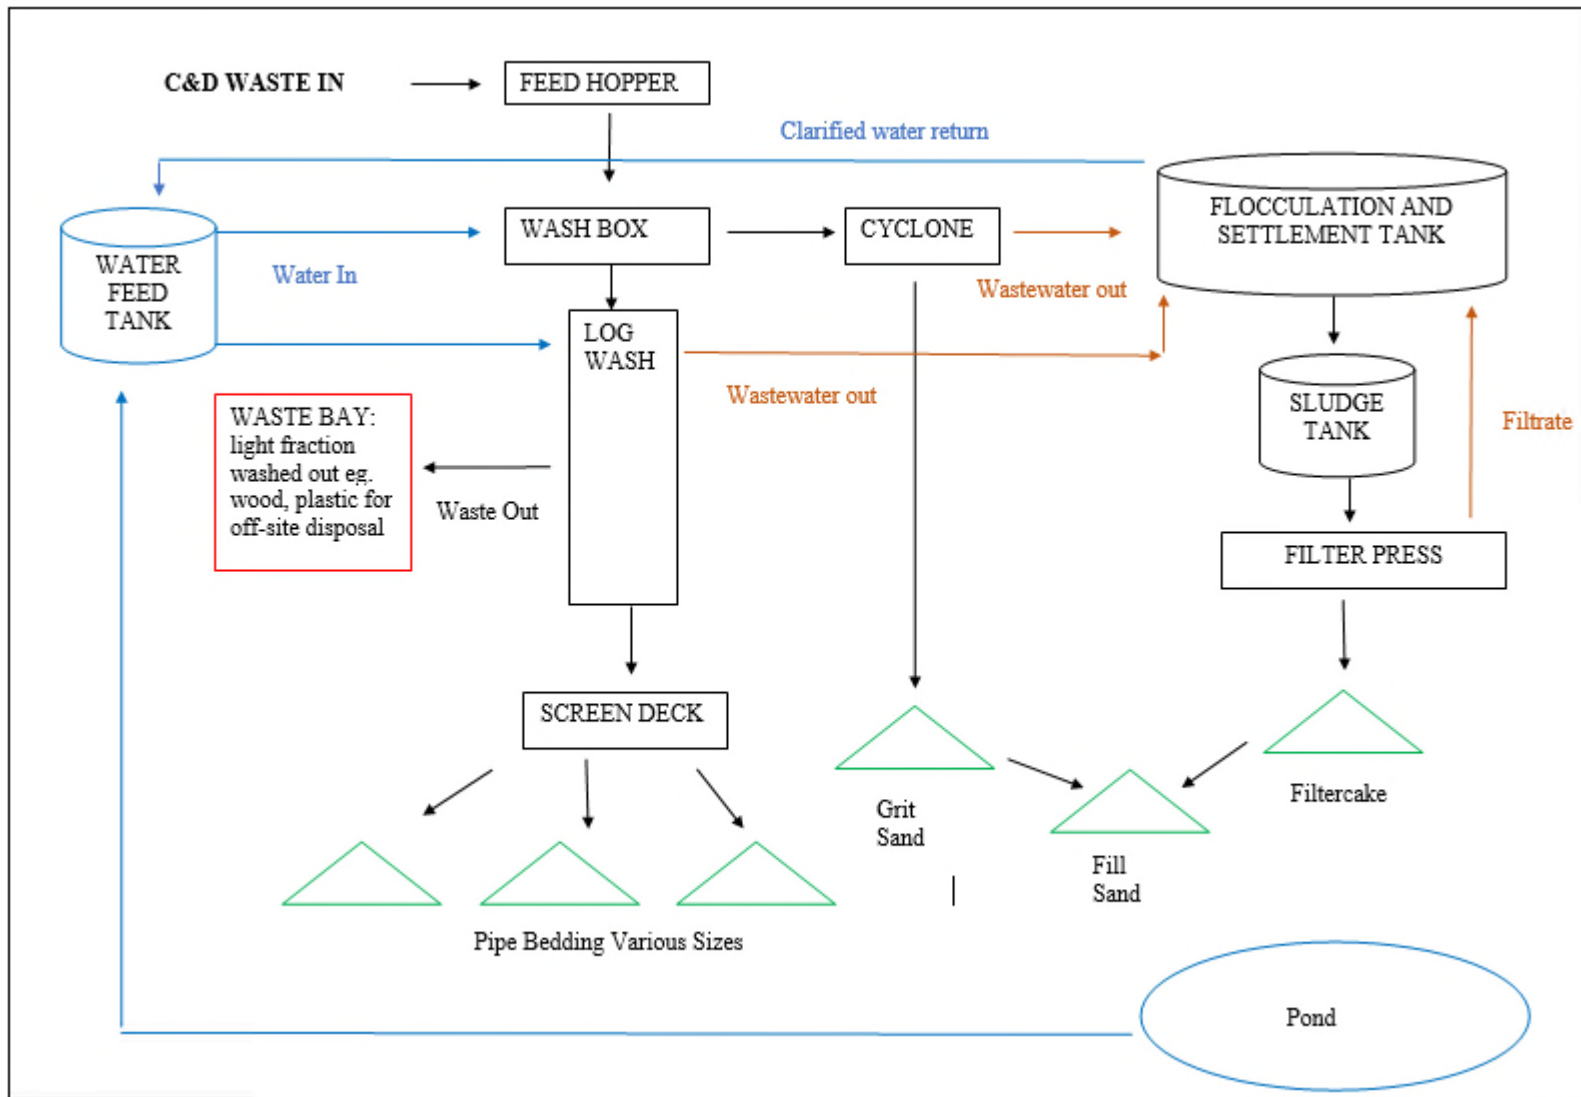 C&D WASTE IN
FEED HOPPER
Clarified water return
WATER
FEED
TANK
Water In
WASH BOX
CYCLONE
Wastewater out
FLOCCULATION AND
SETTLEMENT TANK
LOG
WASH
Wastewater out
WASTE BAY:
light fraction
washed out eg.
wood, plastic for
off-site disposal
Waste Out
SLUDGE
TANK
Filtrate
FILTER PRESS
SCREEN DECK
Grit
Sand
Fill
Sand
Filtercake
Pipe Bedding Various Sizes
Pond